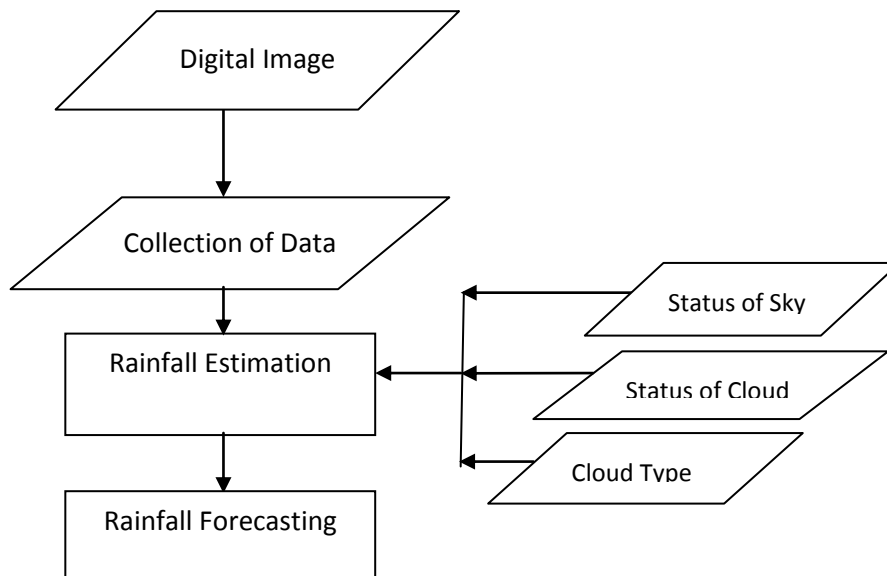 Digital Image
Collection of Data
Status of Sky
Rainfall Estimation
Status of Cloud
Cloud Type
Rainfall Forecasting